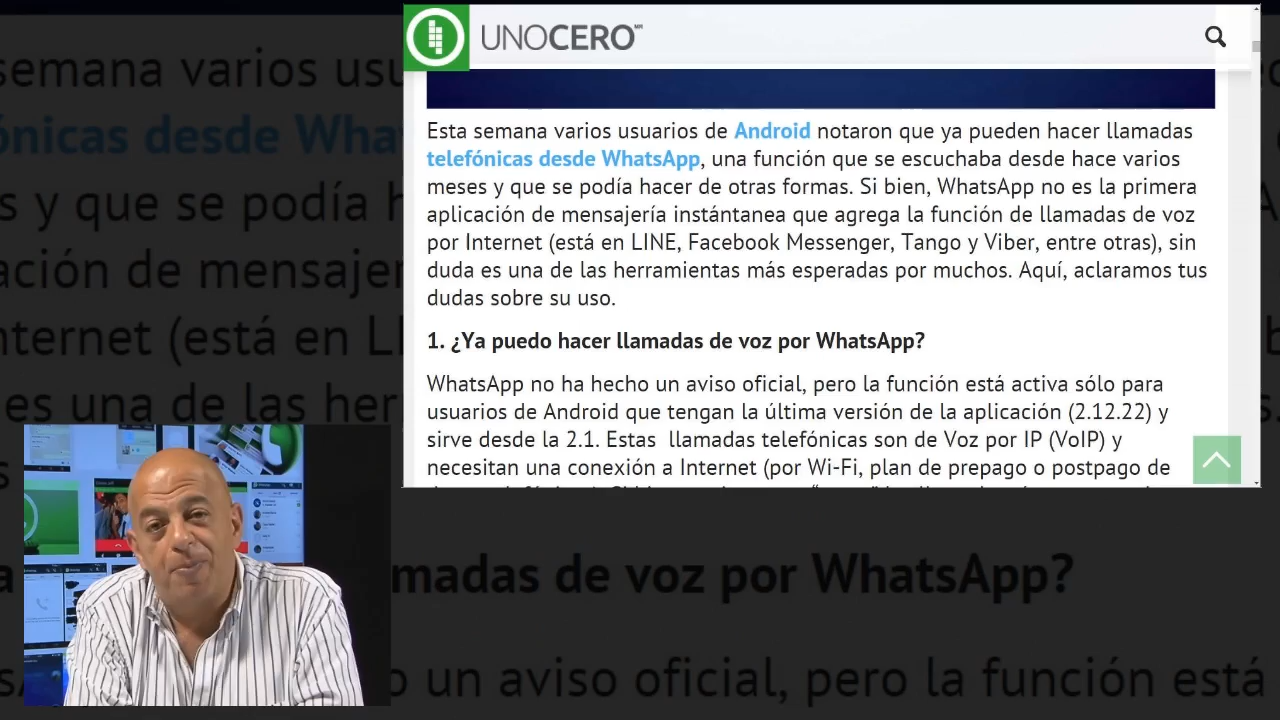 UNOCERO
Esta semana varios usuarios de Android notaron que ya pueden hacer llamadas
telefónicas desde WhatsApp, una función que se escuchaba desde hace varios
meses y que se podía hacer de otras formas. Si bien, WhatsApp no es la primera
aplicación de mensajería instántanea que agrega la función de llamadas de voz
por Internet (está en LINE, Facebook Messenger, Tango y Viber, entre otras), sin
duda es una de las herramientas más esperadas por muchos. Aquí, aclaramos tus
dudas sobre su uso.
1. ¿Ya puedo hacer llamadas de voz por WhatsApp?
WhatsApp no ha hecho un aviso oficial, pero la función está activa sólo para
usuarios de Android que tengan la última versión de la aplicación (2.12.22) y
sirve desde la 2.1. Estas llamadas telefónicas son de Voz por IP (VoIP) y
necesitan una conexión a Internet (por Wi-Fi, plan de prepago o postpago de
semana varios
desde
s y que se podía h
ación de mensajer
nternet (está en
es una de las her
madas de voz por WhatsApp?
o un aviso oficial, pero la función está